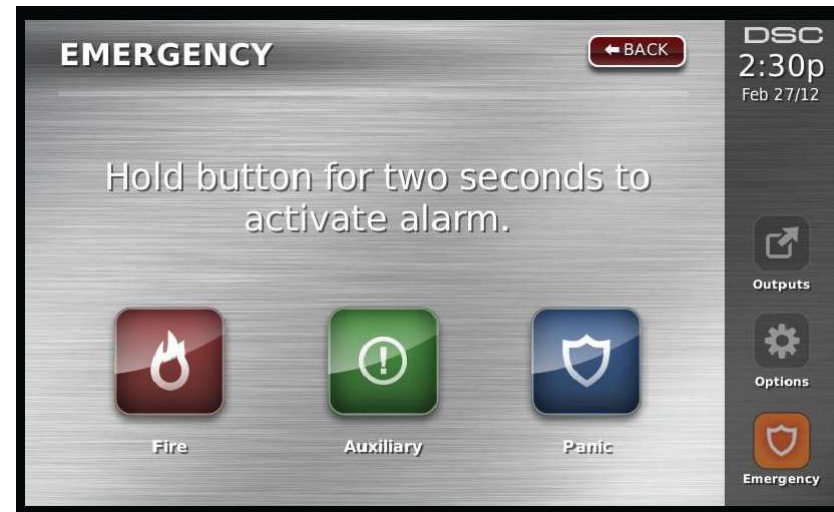 EMERGENCY
BACK
DSC
2:30p
Feb 27/12
Hold button for two seconds to
activate alarm.
Outputs
Options
Fire
Auxiliary
Panic
Emergency